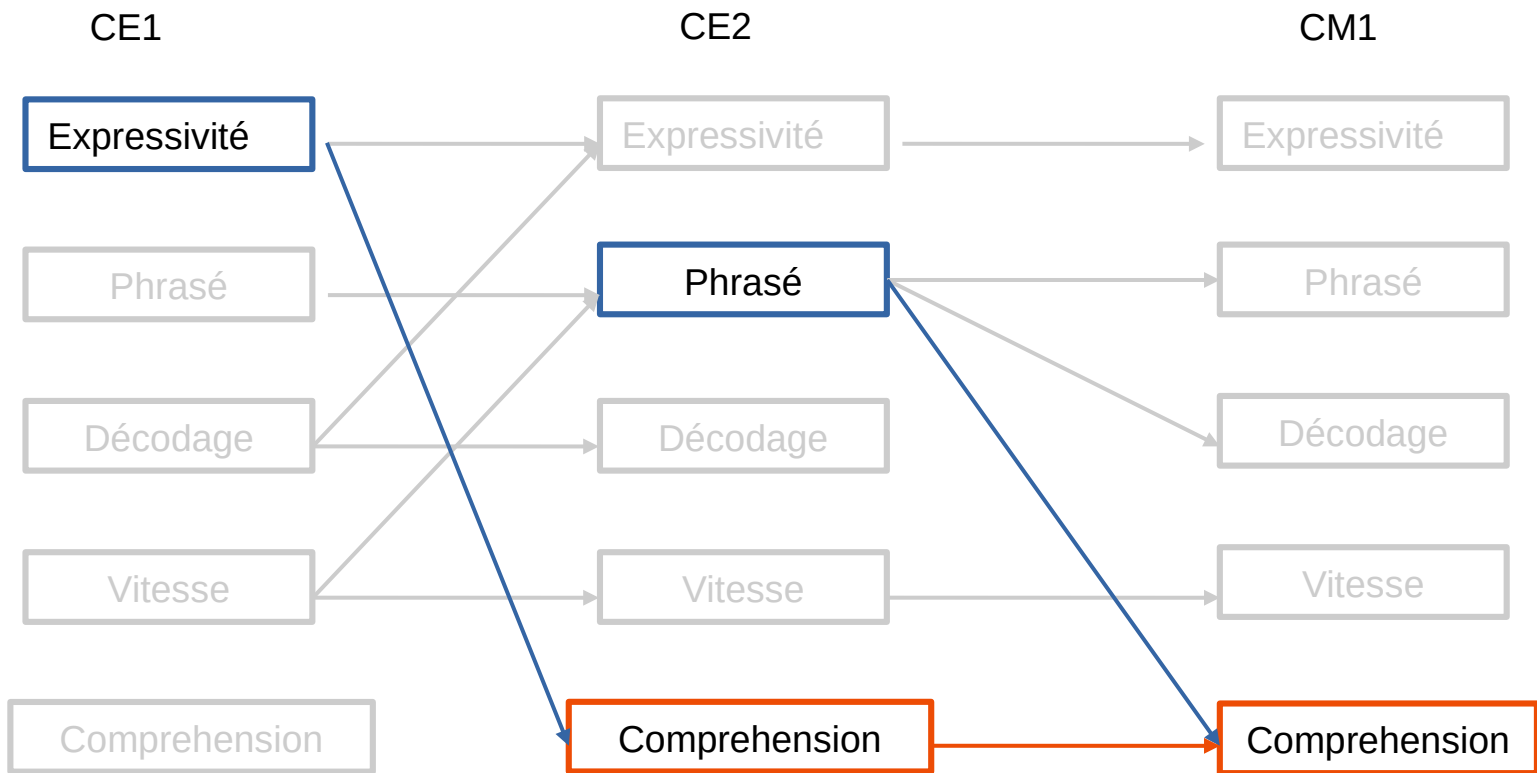 CE1
CE2
CM1
Expressivité
Expressivité
Expressivité
Phrasé
Phrasé
Phrasé
Décodage
Décodage
Décodage
Vitesse
Vitesse
Vitesse
Comprehension
Comprehension
Comprehension